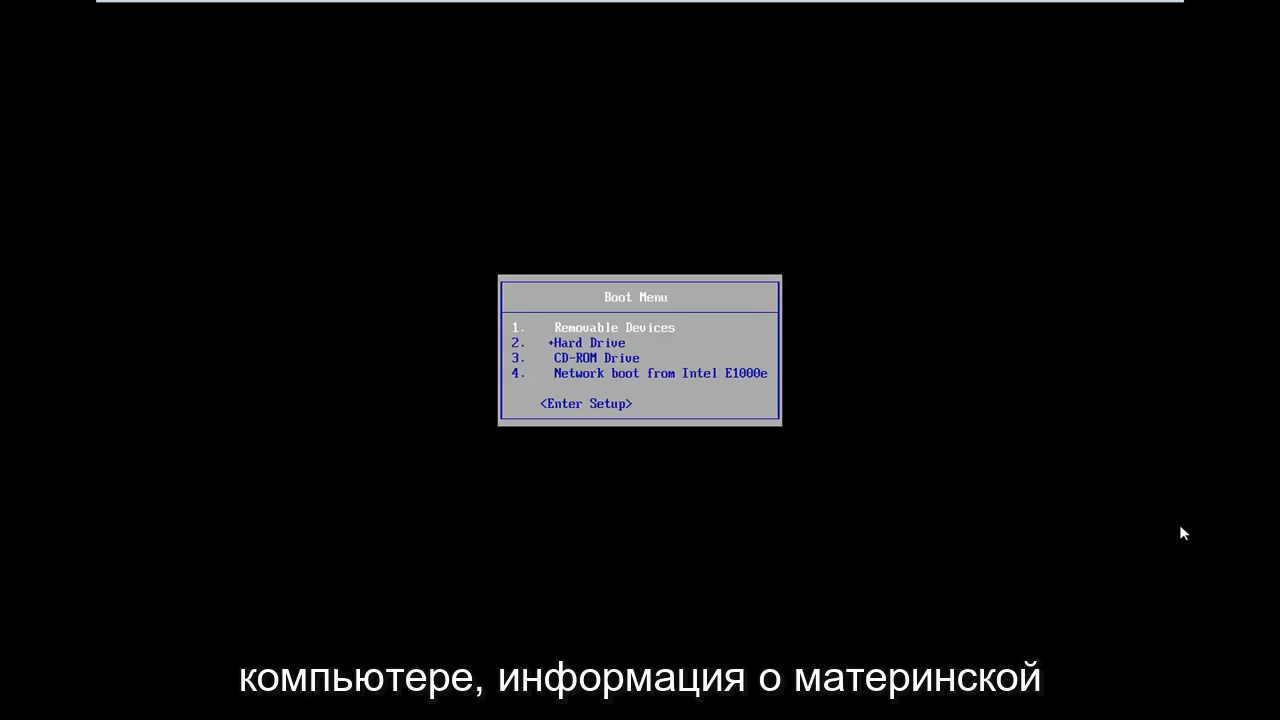 Boot Menu
1. Removable Devices
2. +Hard Drive
3. CD-ROM Drive
4. Network boot from Intel E1000e
<Enter Setup>
компьютере, информация о материнской